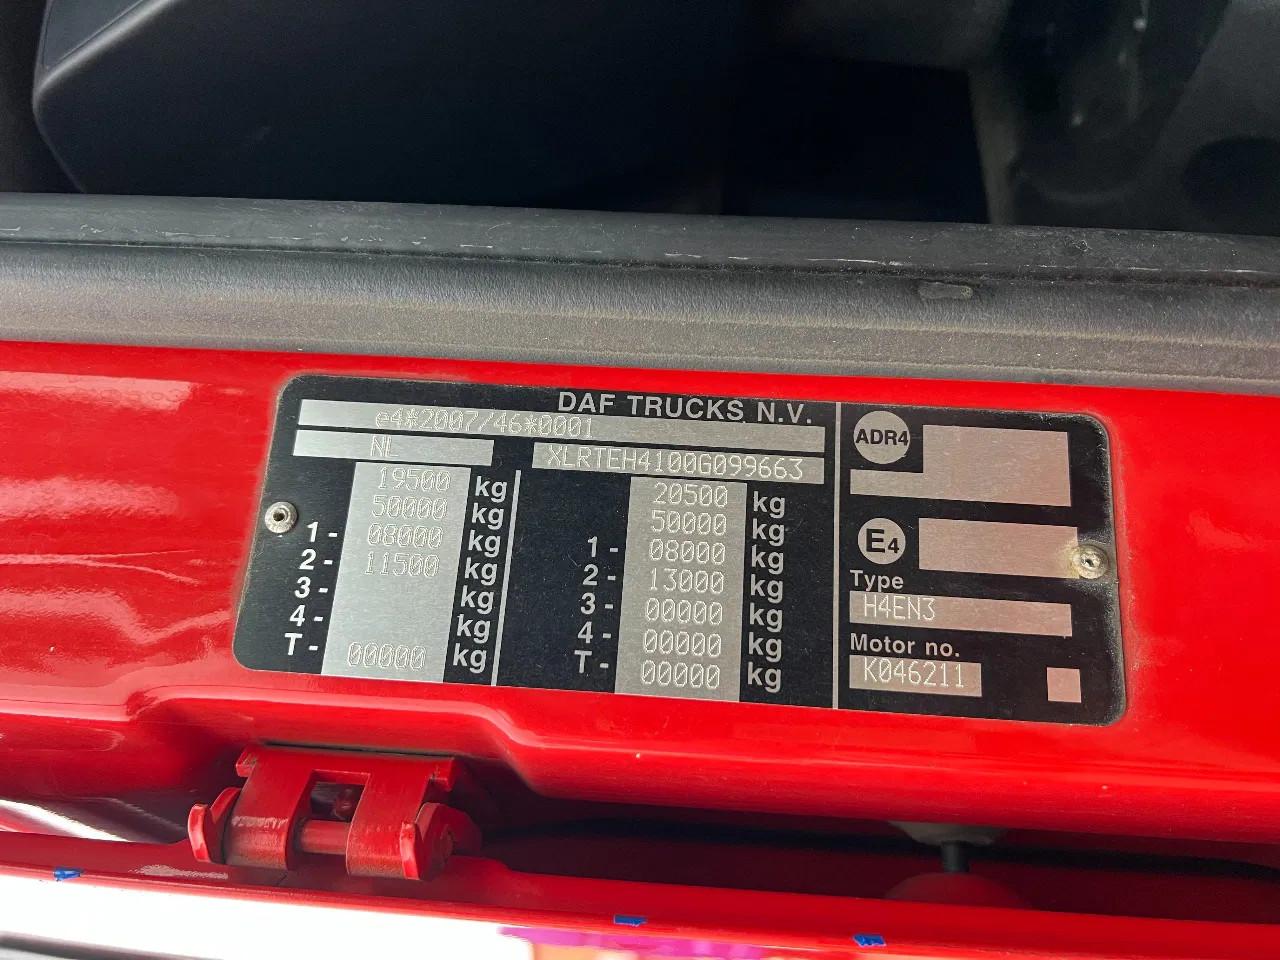 DAF TRUCKS N.V.
e4*2007/46*0001
NL XLRTEH4100G099663
19500 kg
50000 kg
1 - 08000 kg
2 - 11500 kg
3 - kg
4 - kg
T - 00000 kg
20500 kg
50000 kg
1 - 08000 kg
2 - 13000 kg
3 - 00000 kg
4 - 00000 kg
T - 00000 kg
ADR4
E4
Type
H4EN3
Motor no.
K046211